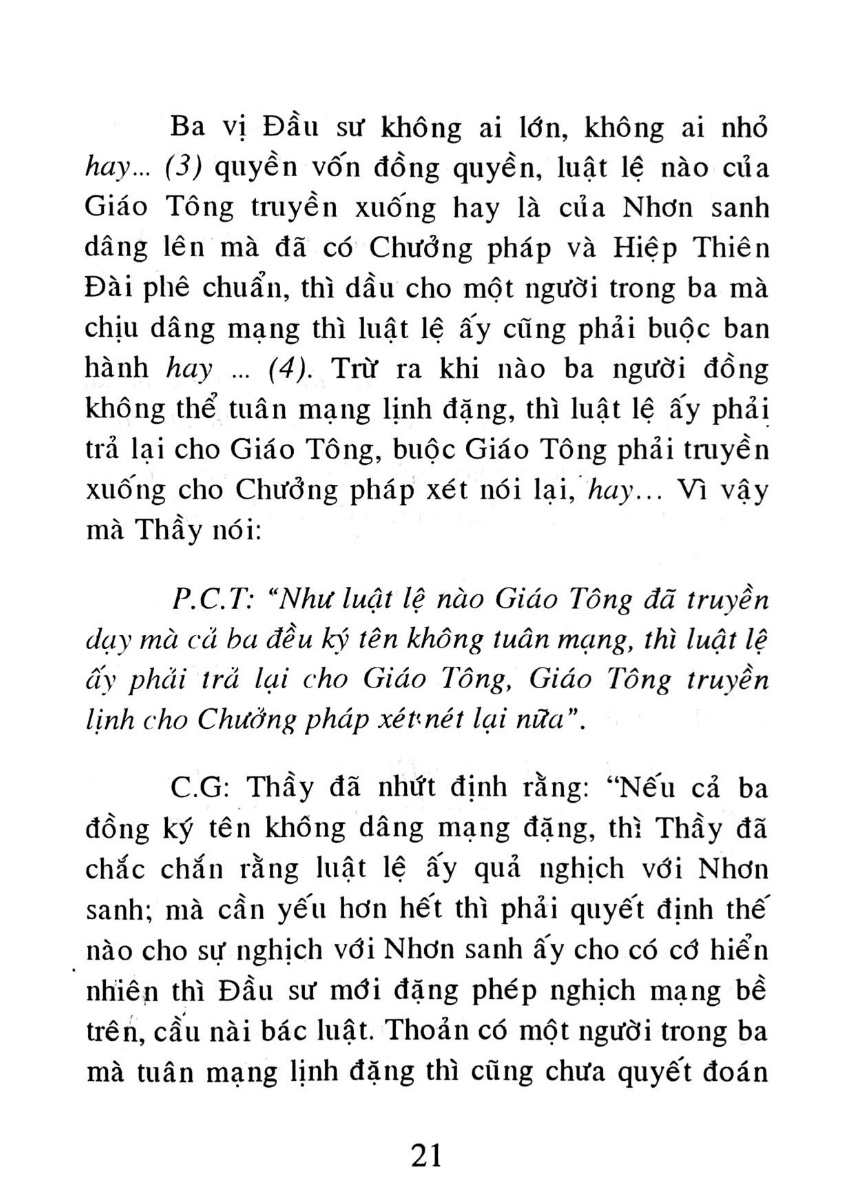 Ba vị Đầu sư không ai lớn, không ai nhỏ
hay... (3) quyền vốn đồng quyền, luật lệ nào của
Giáo Tông truyền xuống hay là của Nhơn sanh
dâng lên mà đã có Chưởng pháp và Hiệp Thiên
Đài phê chuẩn, thì dầu cho một người trong ba mà
chịu dâng mạng thì luật lệ ấy cũng phải buộc ban
hành hay ... (4). Trừ ra khi nào ba người đồng
không thể tuân mạng lịnh đặng, thì luật lệ ấy phải
trả lại cho Giáo Tông, buộc Giáo Tông phải truyền
xuống cho Chưởng pháp xét nói lại, hay... Vì vậy
mà Thầy nói:
P.C.T: “Như luật lệ nào Giáo Tông đã truyền
dạy mà cả ba đều ký tên không tuân mạng, thì luật lệ
ấy phải trả lại cho Giáo Tông, Giáo Tông truyền
lịnh cho Chưởng pháp xét nét lại nữa”.
C.G: Thầy đã nhứt định rằng: “Nếu cả ba
đồng ký tên không dâng mạng đặng, thì Thầy đã
chắc chắn rằng luật lệ ấy quả nghịch với Nhơn
sanh; mà cần yếu hơn hết thì phải quyết định thế
nào cho sự nghịch với Nhơn sanh ấy cho có cớ hiển
nhiên thì Đầu sư mới đặng phép nghịch mạng bề
trên, cầu nài bác luật. Thoản có một người trong ba
mà tuân mạng lịnh đặng thì cũng chưa quyết đoán
21